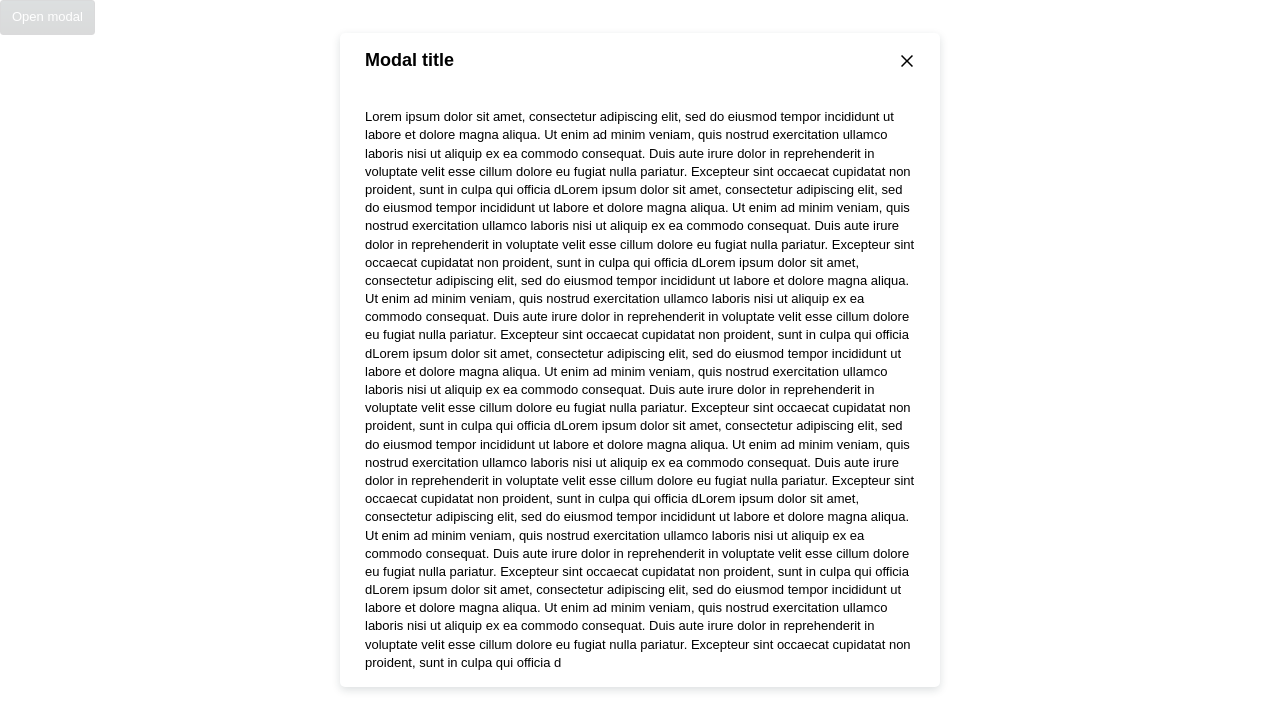 Open modal
Modal title
Lorem ipsum dolor sit amet, consectetur adipiscing elit, sed do eiusmod tempor incididunt ut
labore et dolore magna aliqua. Ut enim ad minim veniam, quis nostrud exercitation ullamco
laboris nisi ut aliquip ex ea commodo consequat. Duis aute irure dolor in reprehenderit in
voluptate velit esse cillum dolore eu fugiat nulla pariatur. Excepteur sint occaecat cupidatat non
proident, sunt in culpa qui officia dLorem ipsum dolor sit amet, consectetur adipiscing elit, sed
do eiusmod tempor incididunt ut labore et dolore magna aliqua. Ut enim ad minim veniam, quis
nostrud exercitation ullamco laboris nisi ut aliquip ex ea commodo consequat. Duis aute irure
dolor in reprehenderit in voluptate velit esse cillum dolore eu fugiat nulla pariatur. Excepteur sint
occaecat cupidatat non proident, sunt in culpa qui officia dLorem ipsum dolor sit amet,
consectetur adipiscing elit, sed do eiusmod tempor incididunt ut labore et dolore magna aliqua.
Ut enim ad minim veniam, quis nostrud exercitation ullamco laboris nisi ut aliquip ex ea
commodo consequat. Duis aute irure dolor in reprehenderit in voluptate velit esse cillum dolore
eu fugiat nulla pariatur. Excepteur sint occaecat cupidatat non proident, sunt in culpa qui officia
dLorem ipsum dolor sit amet, consectetur adipiscing elit, sed do eiusmod tempor incididunt ut
labore et dolore magna aliqua. Ut enim ad minim veniam, quis nostrud exercitation ullamco
laboris nisi ut aliquip ex ea commodo consequat. Duis aute irure dolor in reprehenderit in
voluptate velit esse cillum dolore eu fugiat nulla pariatur. Excepteur sint occaecat cupidatat non
proident, sunt in culpa qui officia dLorem ipsum dolor sit amet, consectetur adipiscing elit, sed
do eiusmod tempor incididunt ut labore et dolore magna aliqua. Ut enim ad minim veniam, quis
nostrud exercitation ullamco laboris nisi ut aliquip ex ea commodo consequat. Duis aute irure
dolor in reprehenderit in voluptate velit esse cillum dolore eu fugiat nulla pariatur. Excepteur sint
occaecat cupidatat non proident, sunt in culpa qui officia dLorem ipsum dolor sit amet,
consectetur adipiscing elit, sed do eiusmod tempor incididunt ut labore et dolore magna aliqua.
Ut enim ad minim veniam, quis nostrud exercitation ullamco laboris nisi ut aliquip ex ea
commodo consequat. Duis aute irure dolor in reprehenderit in voluptate velit esse cillum dolore
eu fugiat nulla pariatur. Excepteur sint occaecat cupidatat non proident, sunt in culpa qui officia
dLorem ipsum dolor sit amet, consectetur adipiscing elit, sed do eiusmod tempor incididunt ut
labore et dolore magna aliqua. Ut enim ad minim veniam, quis nostrud exercitation ullamco
laboris nisi ut aliquip ex ea commodo consequat. Duis aute irure dolor in reprehenderit in
voluptate velit esse cillum dolore eu fugiat nulla pariatur. Excepteur sint occaecat cupidatat non
proident, sunt in culpa qui officia d